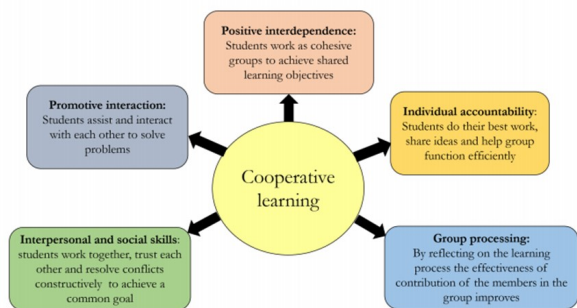 Positive interdependence:
Students work as cohesive
groups to achieve shared
learning objectives
Promotive interaction:
Students assist and interact
with each other to solve
problems
Individual accountability:
Students do their best work,
share ideas and help group
function efficiently
Cooperative
learning
Interpersonal and social skills:
students work together, trust each
other and resolve conflicts
constructively to achieve a
common goal
Group processing:
By reflecting on the learning
process the effectiveness of
contribution of the members in
the group improves